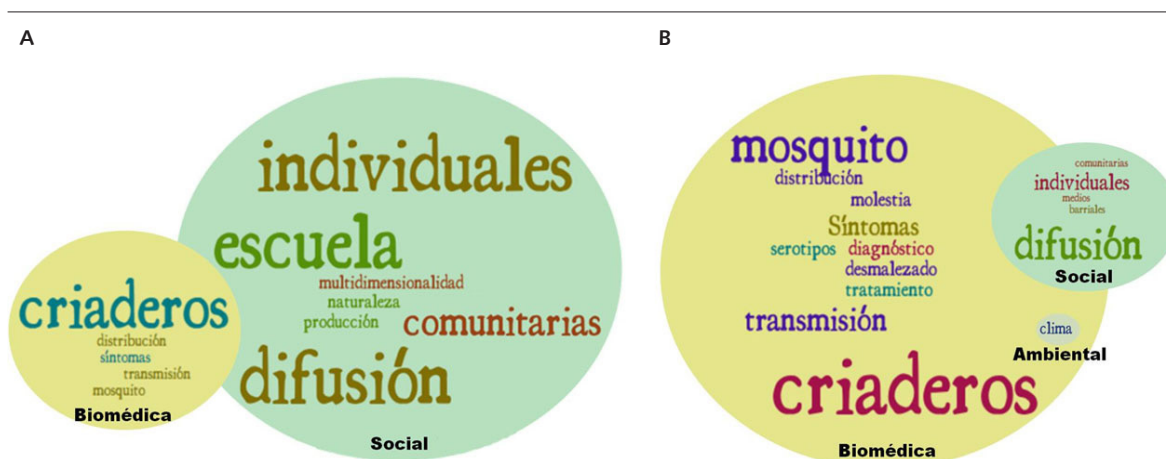 A
individuales
escuela
multidimensionalidad
naturaleza
producción
comunitarias
difusión
Social
criaderos
distribución
síntomas
transmisión
mosquito
Biomédica
B
mosquito
distribución
molestia
Síntomas
serotipos diagnóstico
desmalezado
tratamiento
transmisión
criaderos
Biomédica
comunitarias
individuales
medios
barriales
difusión
Social
clima
Ambiental